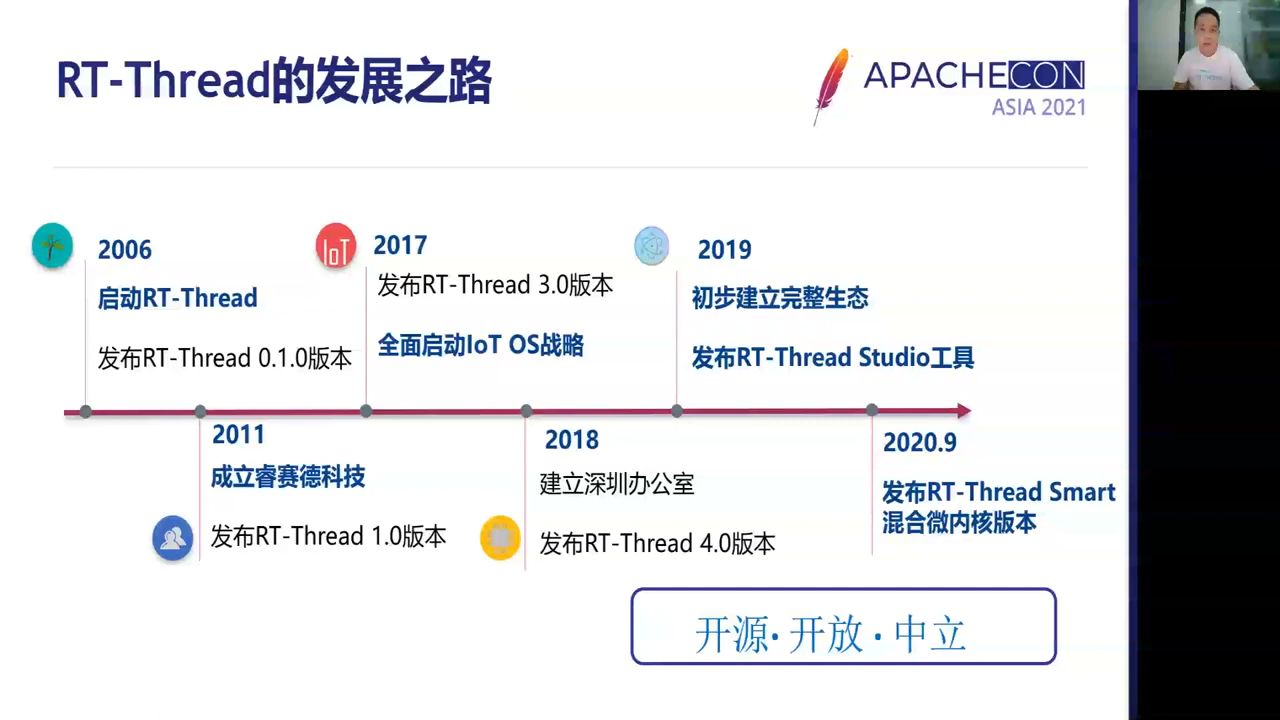 RT-Thread的发展之路
APACHECON
ASIA 2021
2006
启动RT-Thread
发布RT-Thread 0.1.0版本
IoT
2017
发布RT-Thread 3.0版本
全面启动IoT OS战略
2019
初步建立完整生态
发布RT-Thread Studio工具
2011
成立睿赛德科技
发布RT-Thread 1.0版本
2018
建立深圳办公室
发布RT-Thread 4.0版本
2020.9
发布RT-Thread Smart
混合微内核版本
开源·开放·中立